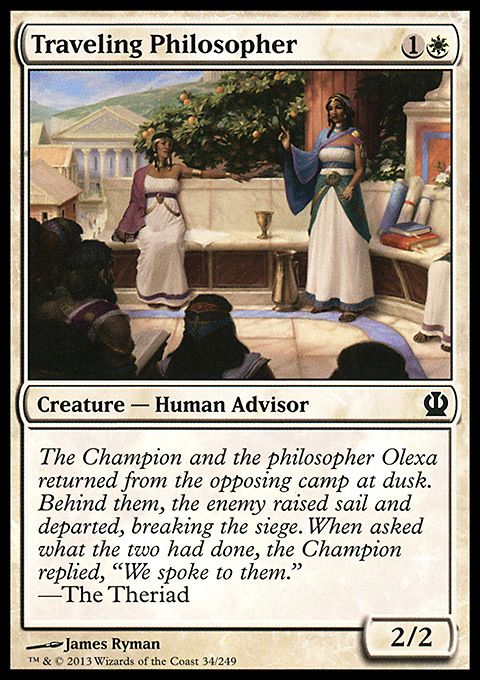 Traveling Philosopher 1
Creature — Human Advisor
The Champion and the philosopher Olexa
returned from the opposing camp at dusk.
Behind them, the enemy raised sail and
departed, breaking the siege. When asked
what the two had done, the Champion
replied, “We spoke to them.”
—The Theriad
James Ryman
2/2
™ & © 2013 Wizards of the Coast 34/249